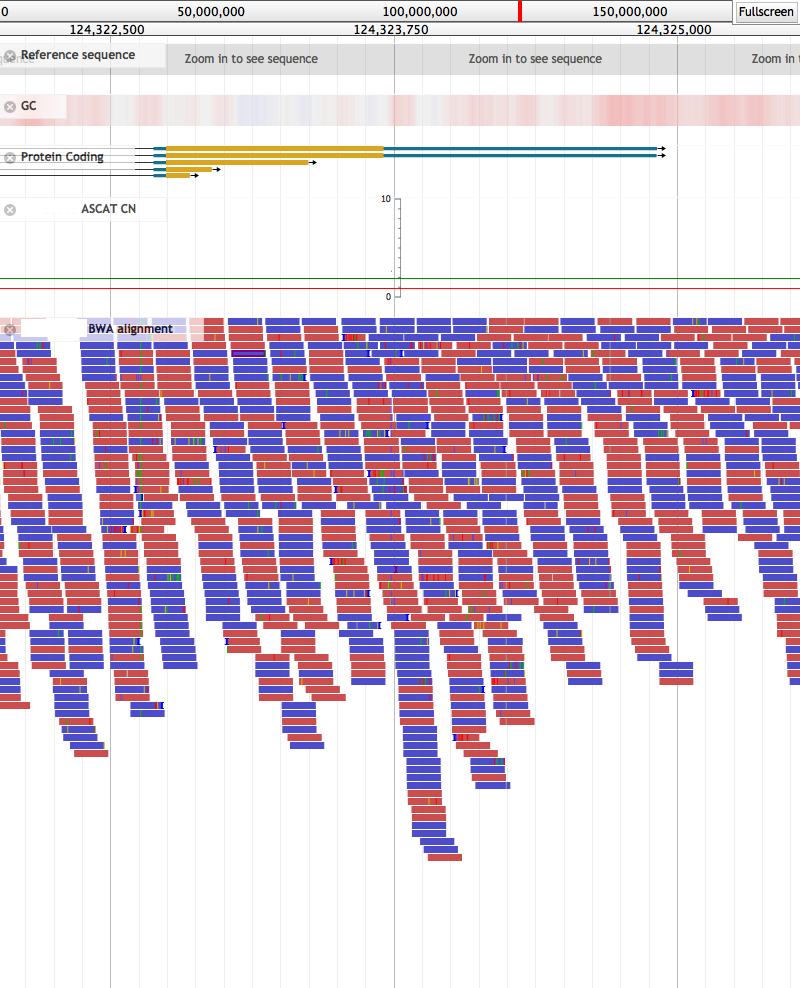 0 50,000,000 100,000,000 150,000,000 Fullscreen
124,322,500 124,323,750 124,325,000
Reference sequence Zoom in to see sequence Zoom in to see sequence Zoom in t
GC
Protein Coding
ASCAT CN 10
0
BWA alignment